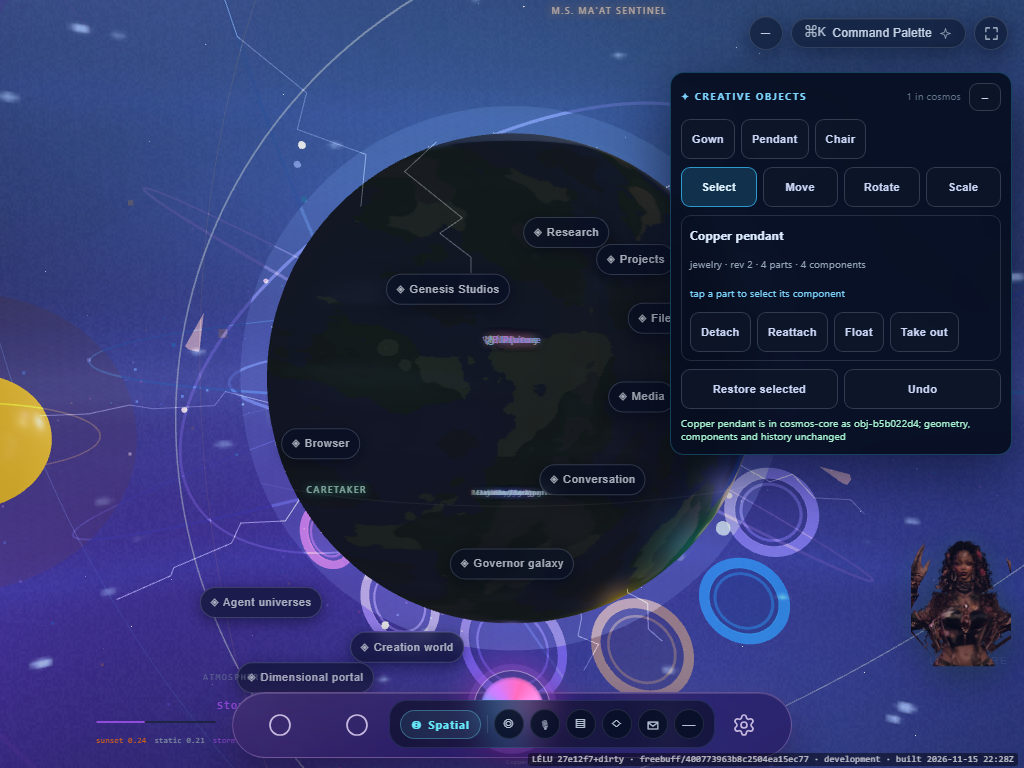 M.S. MA'AT SENTINEL
⌘K Command Palette
✦ CREATIVE OBJECTS
1 in cosmos
Gown
Pendant
Chair
Select
Move
Rotate
Scale
Copper pendant
jewelry · rev 2 · 4 parts · 4 components
tap a part to select its component
Detach
Reattach
Float
Take out
Restore selected
Undo
Copper pendant is in cosmos-core as obj-b5b022d4; geometry,
components and history unchanged
Research
Projects
Genesis Studios
File
Media
Browser
Conversation
CARETAKER
Governor galaxy
Agent universes
Creation world
Dimensional portal
Spatial
sunset 0.24 static 0.21
LÉLU 27e12f7+dirty · freebuff/400773963b8c2504ea15ec77 · development · built 2026-11-15 22:28Z